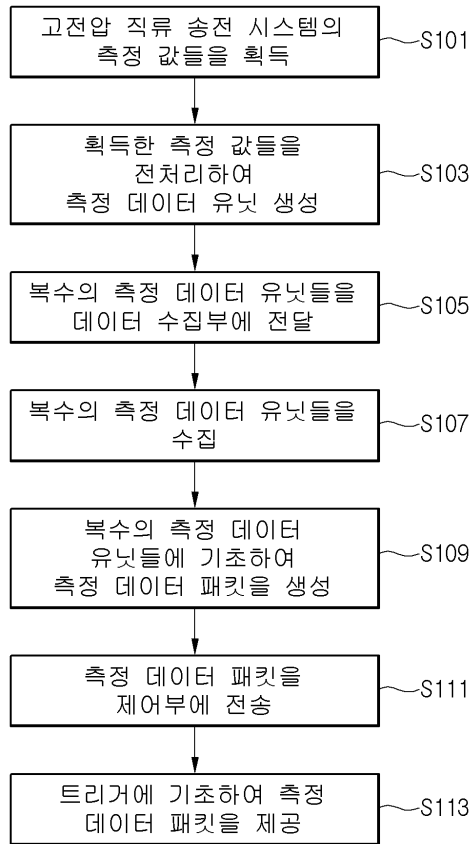 고전압 직류 송전 시스템의
측정 값들을 획득
S101
획득한 측정 값들을
전처리하여
측정 데이터 유닛 생성
S103
복수의 측정 데이터 유닛들을
데이터 수집부에 전달
S105
복수의 측정 데이터 유닛들을
수집
S107
복수의 측정 데이터
유닛들에 기초하여
측정 데이터 패킷을 생성
S109
측정 데이터 패킷을
제어부에 전송
S111
트리거에 기초하여 측정
데이터 패킷을 제공
S113